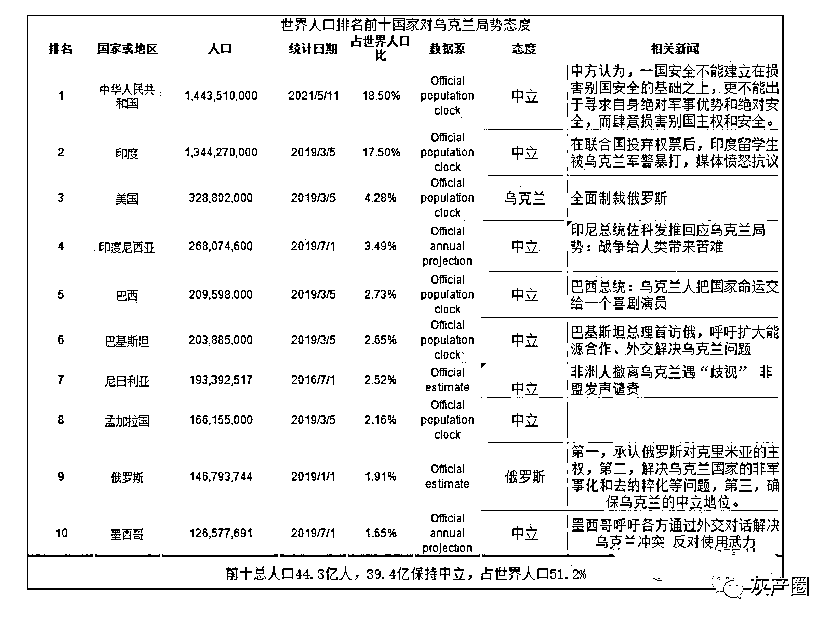 世界人口排名前十国家对乌克兰局势态度
排名 国家或地区 人口 统计日期 占世界人口比 数据源 态度 相关新闻
1 中华人民共和国 1,443,510,000 2021/5/11 18.50% Official population clock 中立 中方认为，一国安全不能建立在损害别国安全的基础之上，更不能出于寻求自身绝对军事优势和绝对安全，而肆意损害别国主权和安全。
2 印度 1,344,270,000 2019/3/5 17.50% Official population clock 中立 在联合国投弃权票后，印度留学生被乌克兰军警暴打，媒体愤怒抗议
3 美国 328,802,000 2019/3/5 4.28% Official population clock 乌克兰 全面制裁俄罗斯
4 印度尼西亚 268,074,600 2019/7/1 3.49% Official annual projection 中立 印尼总统佐科发推回应乌克兰局势：战争给人类带来苦难
5 巴西 209,598,000 2019/3/5 2.73% Official population clock 中立 巴西总统：乌克兰人把国家命运交给一个喜剧演员
6 巴基斯坦 203,885,000 2019/3/5 2.65% Official population clock 中立 巴基斯坦总理首访俄，呼吁扩大能源合作、外交解决乌克兰问题
7 尼日利亚 193,392,517 2016/7/1 2.52% Official estimate 中立 非洲人撤离乌克兰遇“歧视” 非盟发声谴责
8 孟加拉国 166,155,000 2019/3/5 2.16% Official population clock 中立
9 俄罗斯 146,793,744 2019/1/1 1.91% Official estimate 俄罗斯 第一，承认俄罗斯对克里米亚的主权，第二，解决乌克兰国家的非军事化和去纳粹化等问题，第三，确保乌克兰的中立地位。
10 墨西哥 126,577,691 2019/7/1 1.65% Official annual projection 中立 墨西哥呼吁各方通过外交对话解决乌克兰冲突 反对使用武力
前十总人口44.3亿人，39.4亿保持中立，占世界人口51.2%
灰产圈